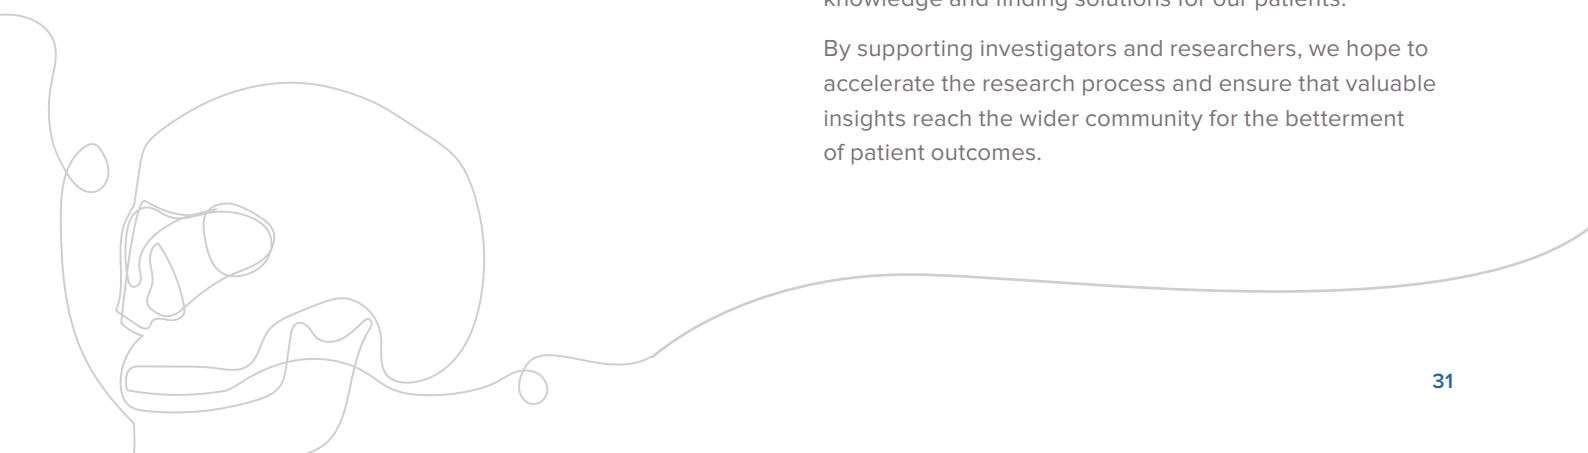 knowledge and finding solutions for our patients.
By supporting investigators and researchers, we hope to
accelerate the research process and ensure that valuable
insights reach the wider community for the betterment
of patient outcomes.
31